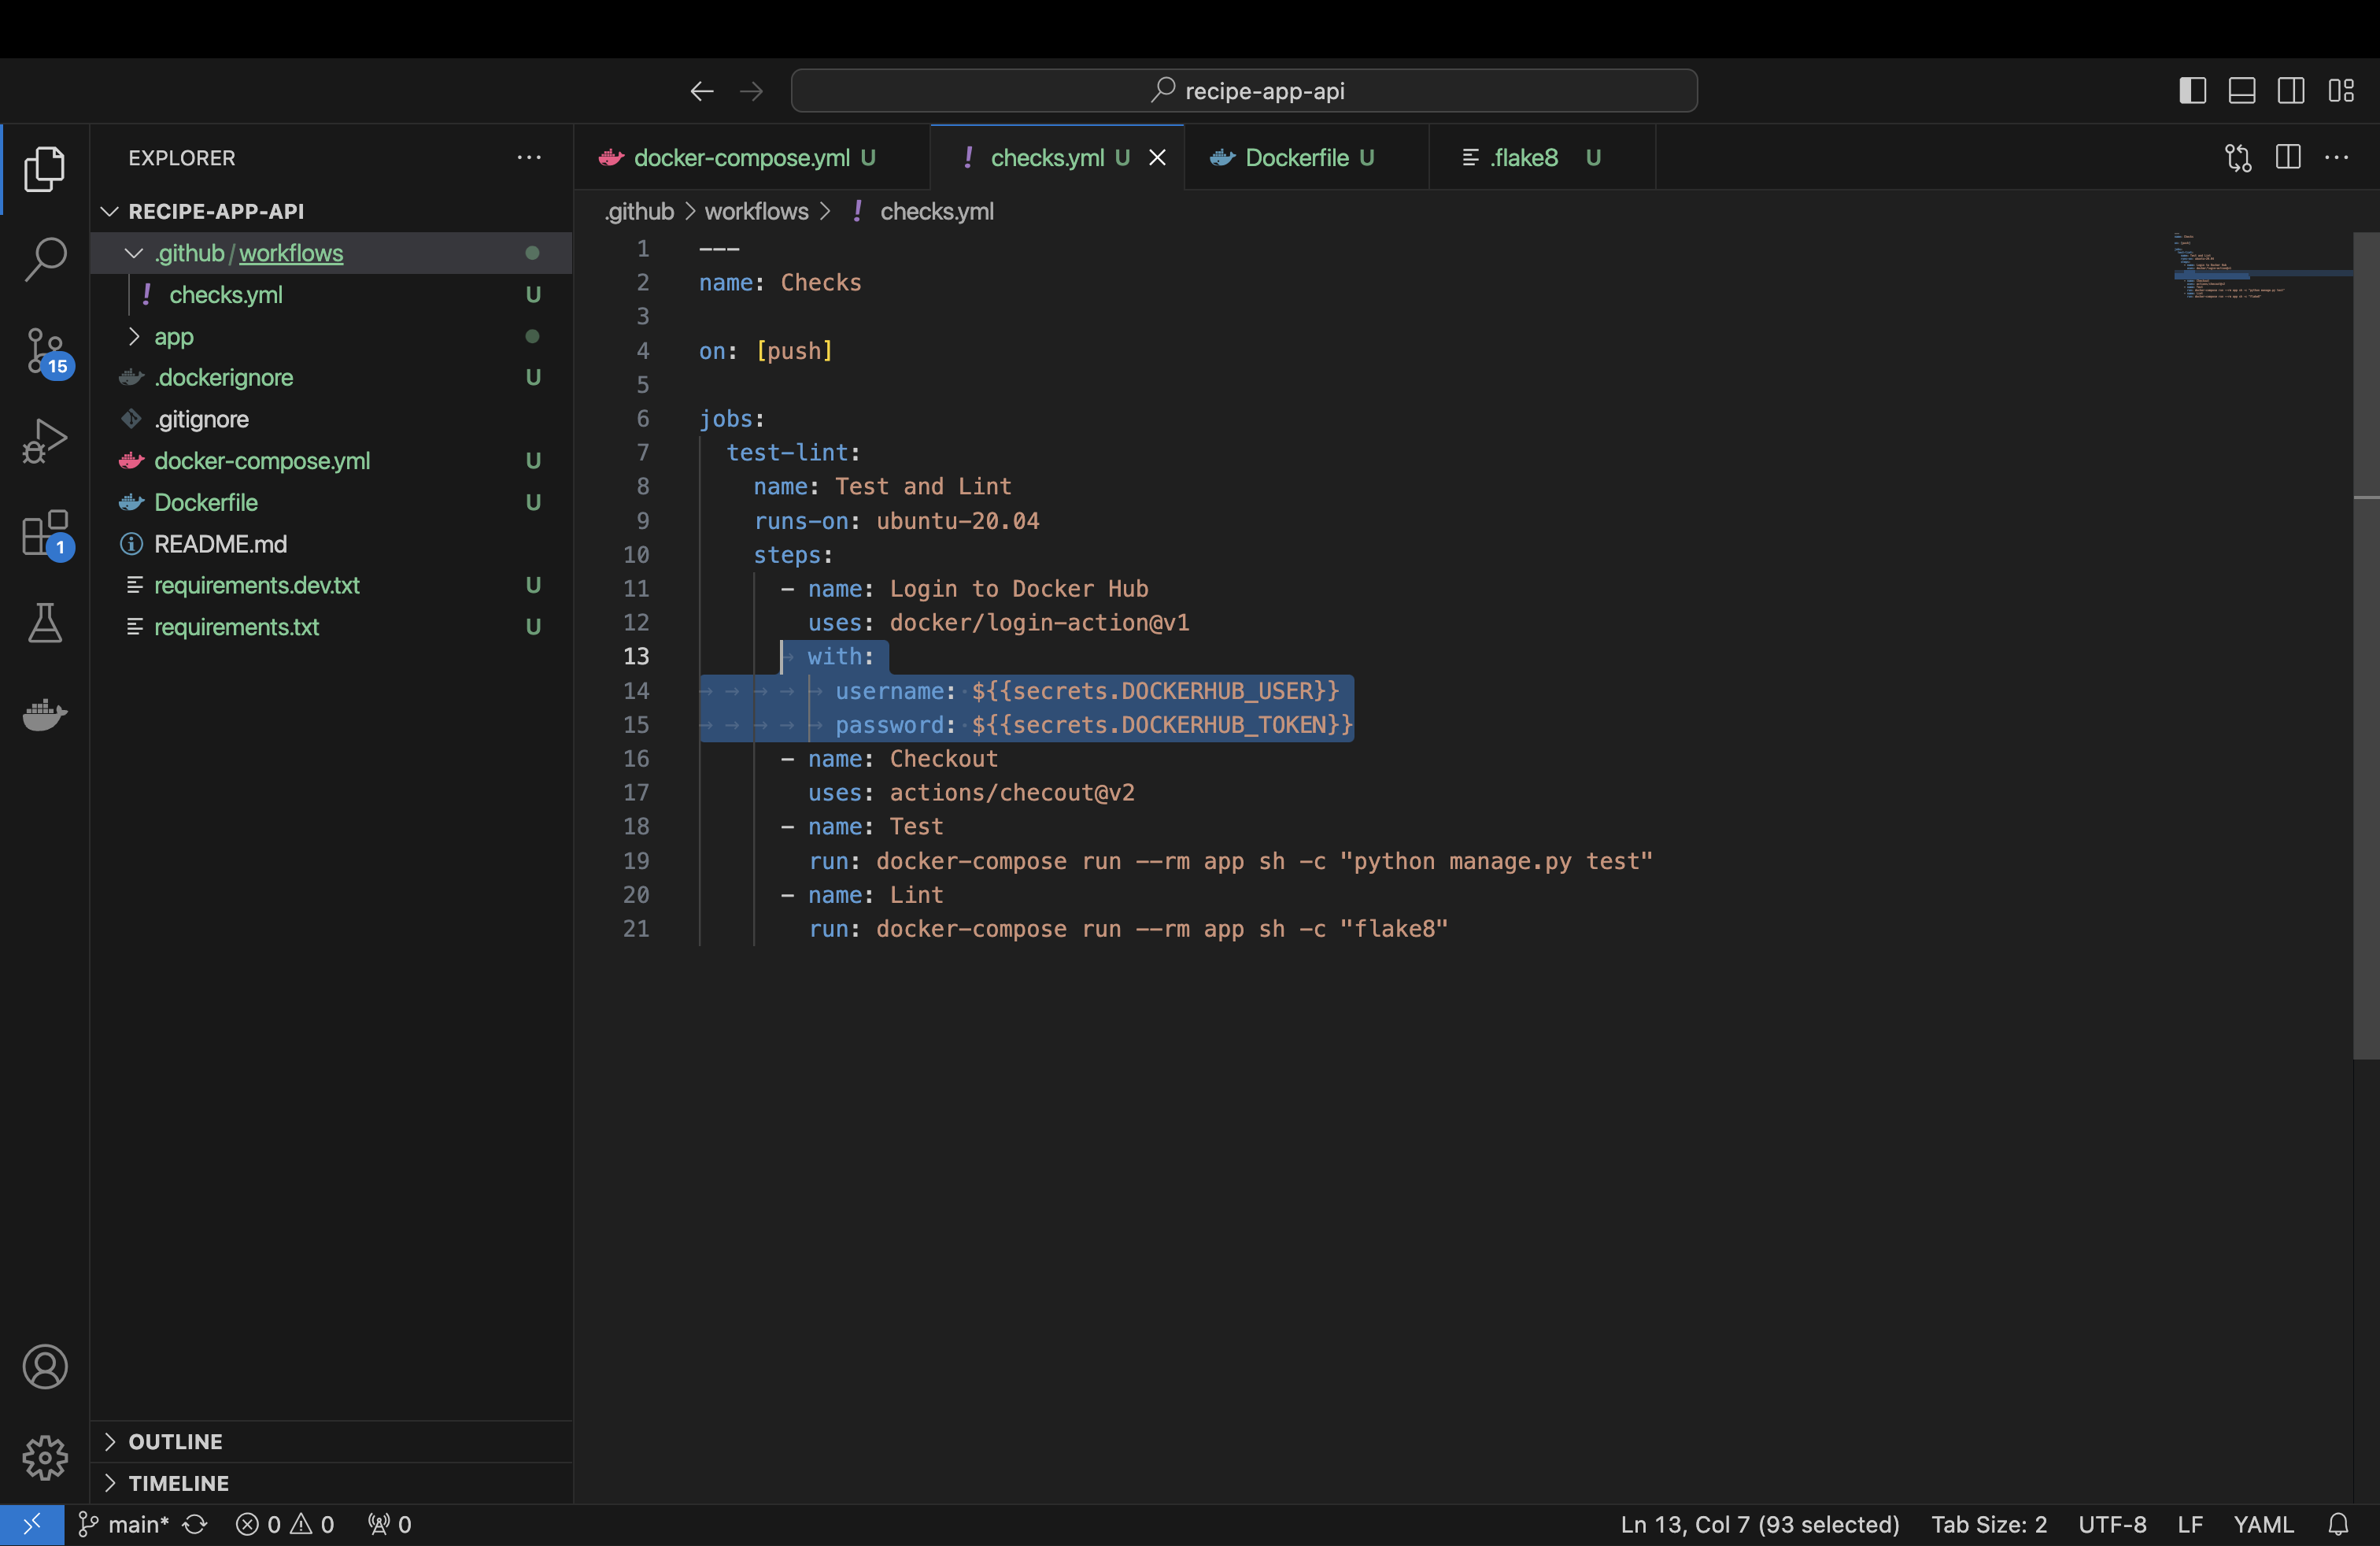 recipe-app-api
EXPLORER
RECIPE-APP-API
.github / workflows
! checks.yml U
app
.dockerignore U
.gitignore
docker-compose.yml U
Dockerfile U
README.md
requirements.dev.txt U
requirements.txt U
15
1
OUTLINE
TIMELINE
docker-compose.yml U
! checks.yml U
Dockerfile U
.flake8 U
.github > workflows > ! checks.yml
1 ---
2 name: Checks
3
4 on: [push]
5
6 jobs:
7 test-lint:
8 name: Test and Lint
9 runs-on: ubuntu-20.04
10 steps:
11 - name: Login to Docker Hub
12 uses: docker/login-action@v1
13 with:
14 username: ${{secrets.DOCKERHUB_USER}}
15 password: ${{secrets.DOCKERHUB_TOKEN}}
16 - name: Checkout
17 uses: actions/checout@v2
18 - name: Test
19 run: docker-compose run --rm app sh -c "python manage.py test"
20 - name: Lint
21 run: docker-compose run --rm app sh -c "flake8"
main* 0 0 0 Ln 13, Col 7 (93 selected) Tab Size: 2 UTF-8 LF YAML